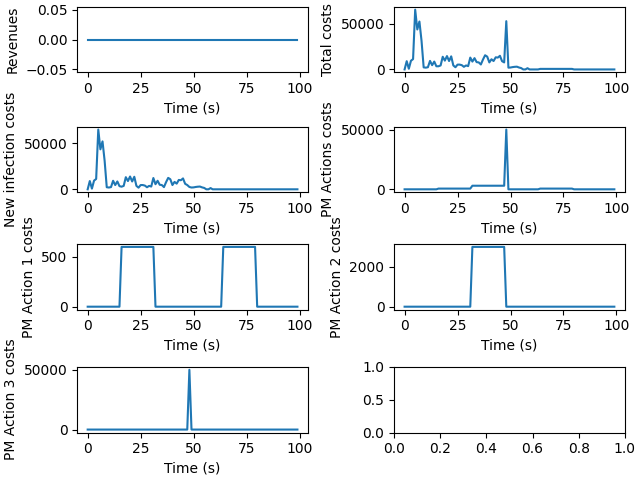 Revenues
0.05
0.00
−0.05
0 25 50 75 100
Time (s)
Total costs
50000
0
0 25 50 75 100
Time (s)
New infection costs
50000
0
0 25 50 75 100
Time (s)
PM Actions costs
50000
0
0 25 50 75 100
Time (s)
PM Action 1 costs
500
0
0 25 50 75 100
Time (s)
PM Action 2 costs
2000
0
0 25 50 75 100
Time (s)
PM Action 3 costs
50000
0
0 25 50 75 100
Time (s)
1.0
0.5
0.0
0.0 0.2 0.4 0.6 0.8 1.0